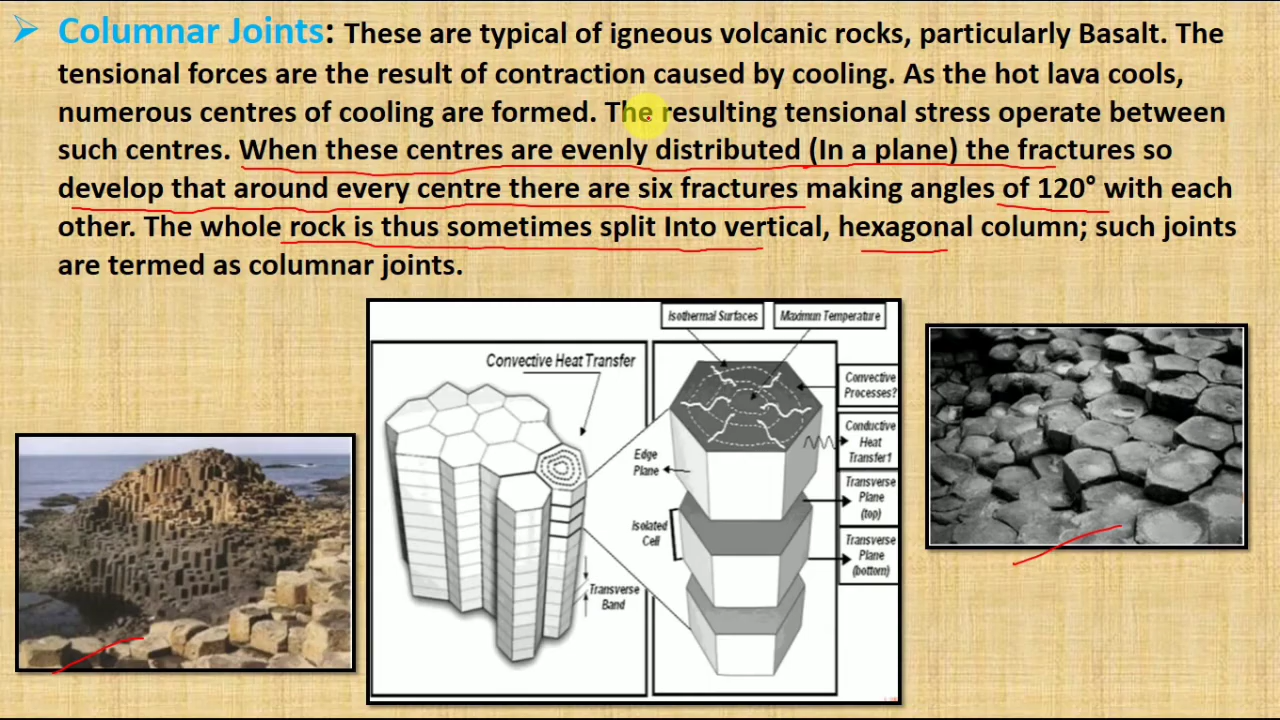 Columnar Joints: These are typical of igneous volcanic rocks, particularly Basalt. The
tensional forces are the result of contraction caused by cooling. As the hot lava cools,
numerous centres of cooling are formed. The resulting tensional stress operate between
such centres. When these centres are evenly distributed (In a plane) the fractures so
develop that around every centre there are six fractures making angles of 120° with each
other. The whole rock is thus sometimes split Into vertical, hexagonal column; such joints
are termed as columnar joints.
Isothermal Surfaces
Maximun Temperature
Convective Heat Transfer
Convective
Processes?
Conductive
Heat
Transfer1
Edge
Plane
Transverse
Plane
(top)
Isolated
Cell
Transverse
Plane
(bottom)
Transverse
Band